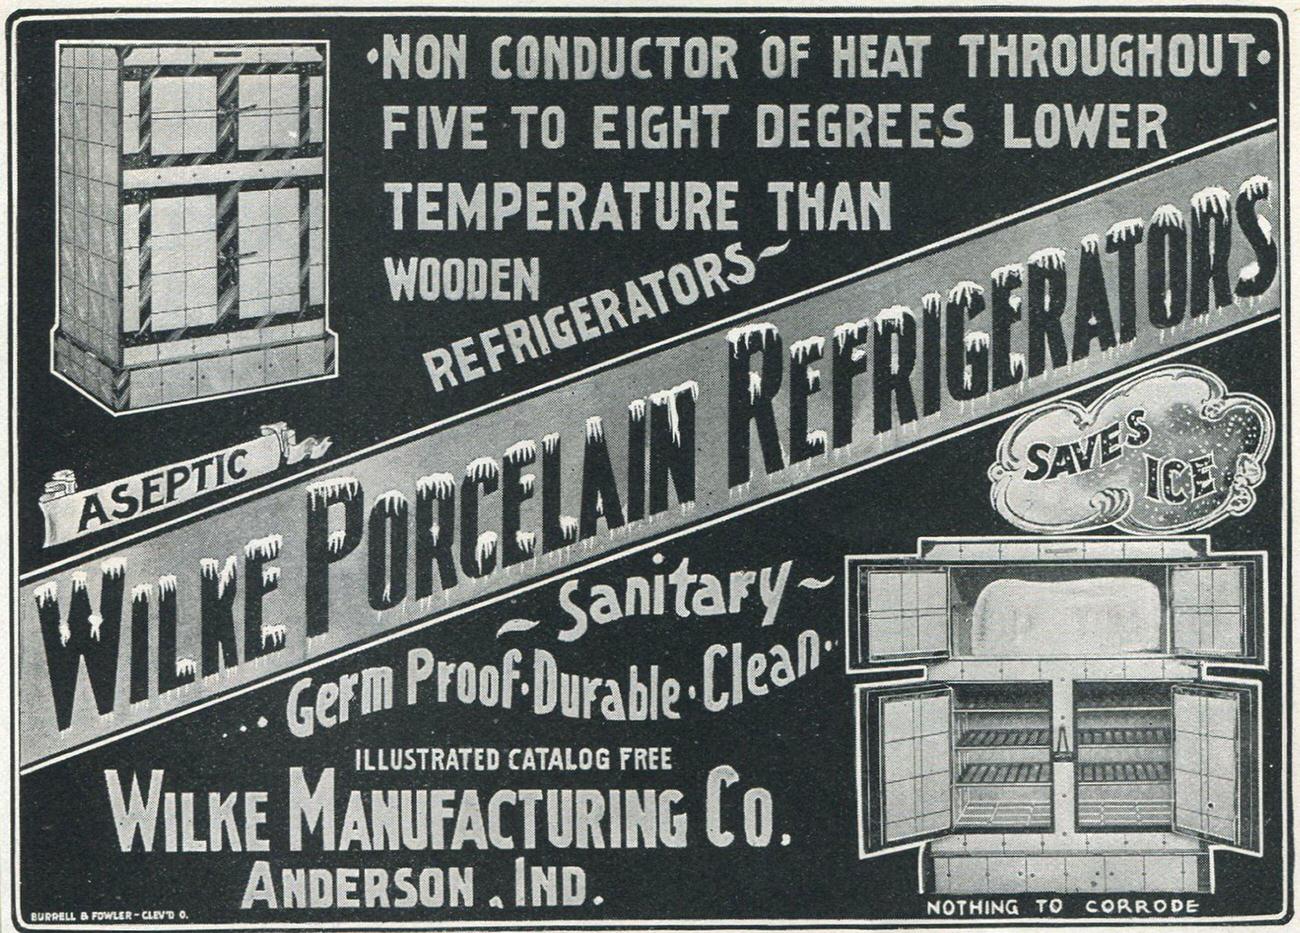 ·NON CONDUCTOR OF HEAT THROUGHOUT·
FIVE TO EIGHT DEGREES LOWER
TEMPERATURE THAN
WOODEN
REFRIGERATORS~
ASEPTIC
WILKE PORCELAIN REFRIGERATORS
SAVES
ICE
~Sanitary~
..Germ Proof·Durable·Clean..
ILLUSTRATED CATALOG FREE
WILKE MANUFACTURING CO.
ANDERSON, IND.
BURRELL & FOWLER-CLEV'D O.
NOTHING TO CORRODE